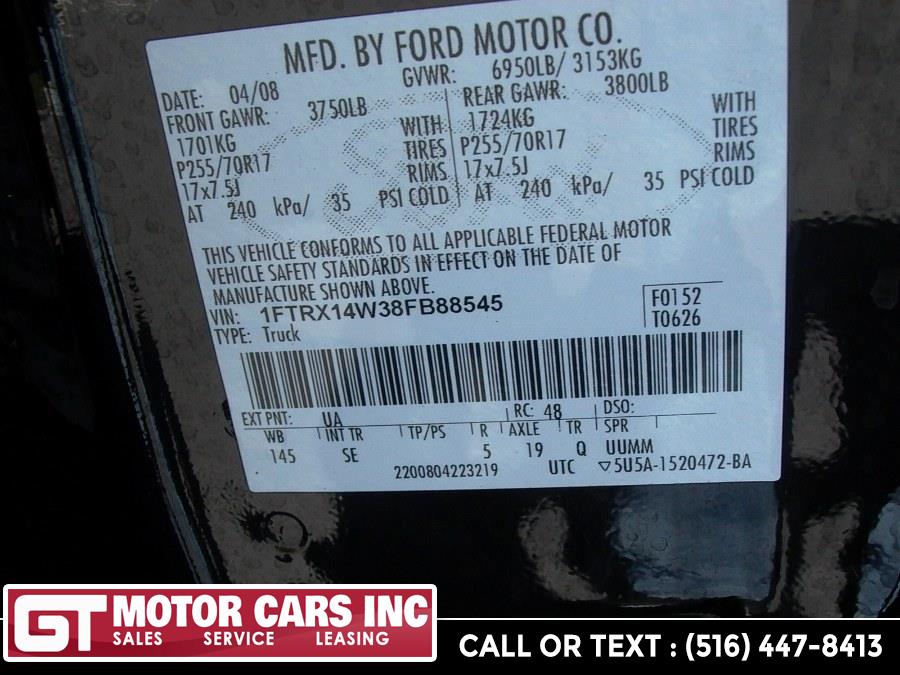 MFD. BY FORD MOTOR CO.
DATE: 04/08 GVWR: 6950LB/ 3153KG
FRONT GAWR: 3750LB REAR GAWR: 3800LB
1701KG WITH 1724KG WITH
P255/70R17 TIRES P255/70R17 TIRES
17x7.5J RIMS 17x7.5J RIMS
AT 240 kPa/ 35 PSI COLD AT 240 kPa/ 35 PSI COLD
THIS VEHICLE CONFORMS TO ALL APPLICABLE FEDERAL MOTOR
VEHICLE SAFETY STANDARDS IN EFFECT ON THE DATE OF
MANUFACTURE SHOWN ABOVE.
VIN: 1FTRX14W38FB88545 F0152
TYPE: Truck T0626
EXT PNT: UA RC: 48 DSO:
WB INT TR TP/PS R AXLE TR SPR
145 SE 5 19 Q UUMM
2200804223219 UTC ▽5U5A-1520472-BA
GT MOTOR CARS INC
SALES SERVICE LEASING
CALL OR TEXT : (516) 447-8413